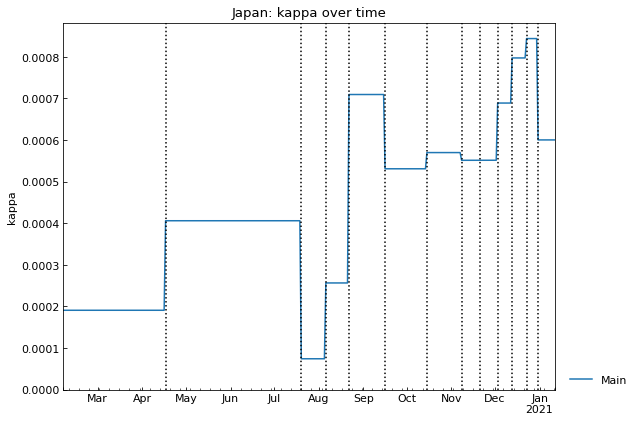 Japan: kappa over time
kappa
0.0008
0.0007
0.0006
0.0005
0.0004
0.0003
0.0002
0.0001
0.0000
Mar Apr May Jun Jul Aug Sep Oct Nov Dec Jan
2021
Main